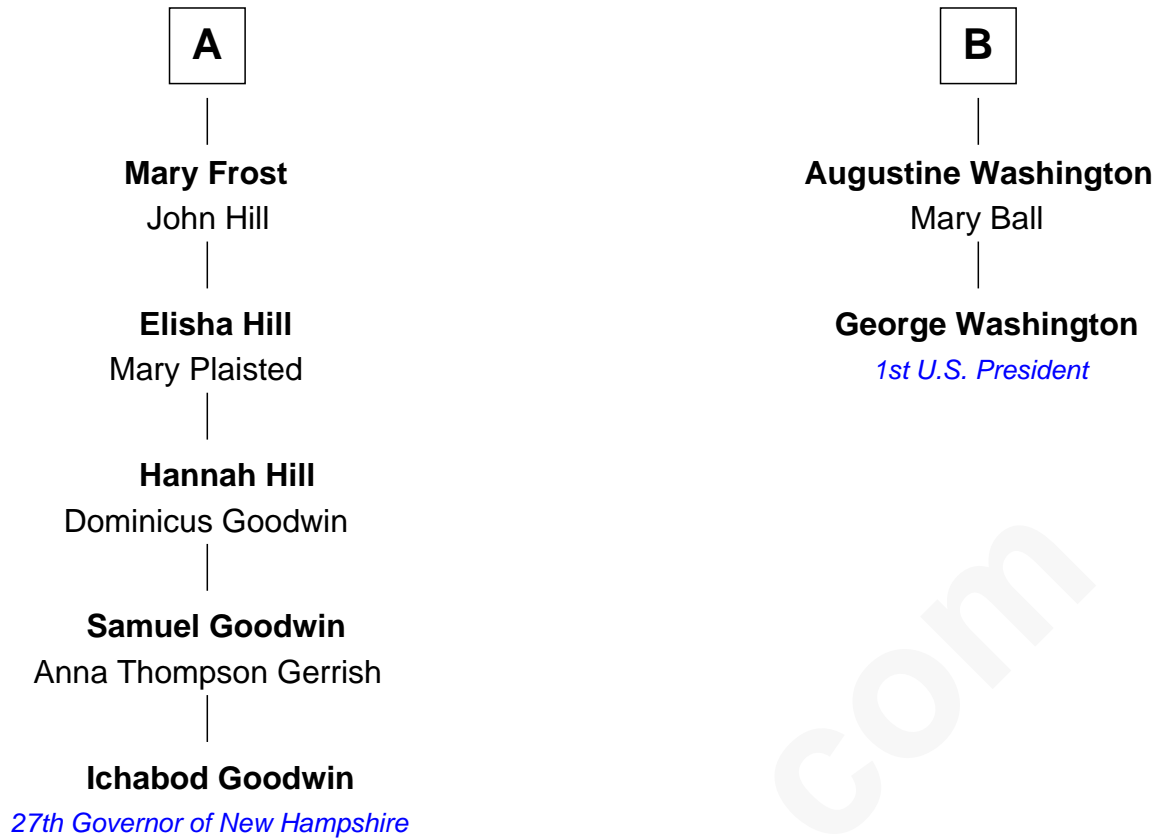 A
Mary Frost
John Hill
Elisha Hill
Mary Plaisted
Hannah Hill
Dominicus Goodwin
Samuel Goodwin
Anna Thompson Gerrish
Ichabod Goodwin
27th Governor of New Hampshire
B
Augustine Washington
Mary Ball
George Washington
1st U.S. President
com